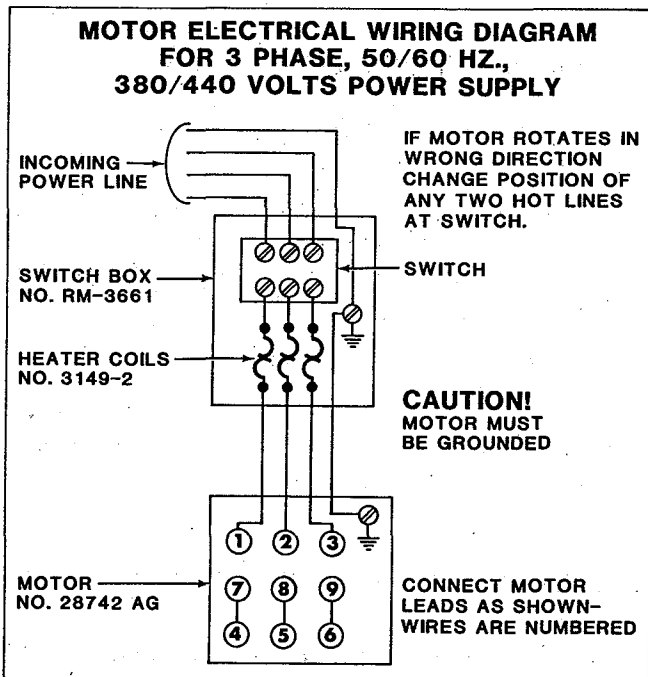 MOTOR ELECTRICAL WIRING DIAGRAM
FOR 3 PHASE, 50/60 HZ.,
380/440 VOLTS POWER SUPPLY
INCOMING
POWER LINE
IF MOTOR ROTATES IN
WRONG DIRECTION
CHANGE POSITION OF
ANY TWO HOT LINES
AT SWITCH.
SWITCH BOX
NO. RM-3661
SWITCH
HEATER COILS
NO. 3149-2
CAUTION!
MOTOR MUST
BE GROUNDED
1 2 3
7 8 9
4 5 6
MOTOR
NO. 28742 AG
CONNECT MOTOR
LEADS AS SHOWN-
WIRES ARE NUMBERED